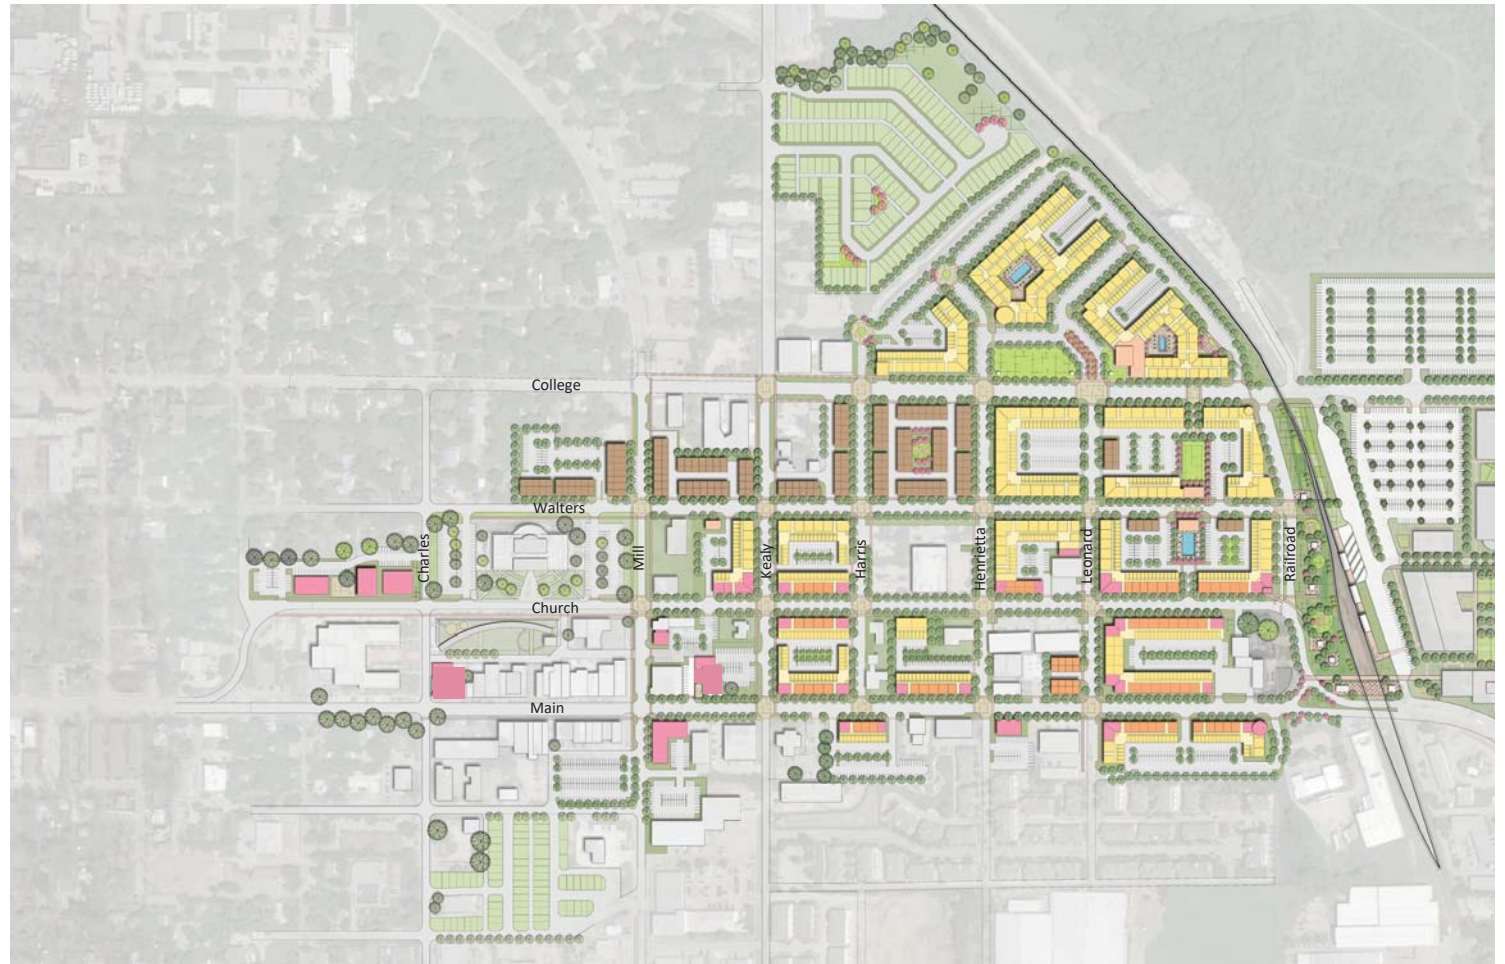 College
Walters
Charles
Mill
Kealy
Harris
Henrietta
Leonard
Railroad
Church
Main